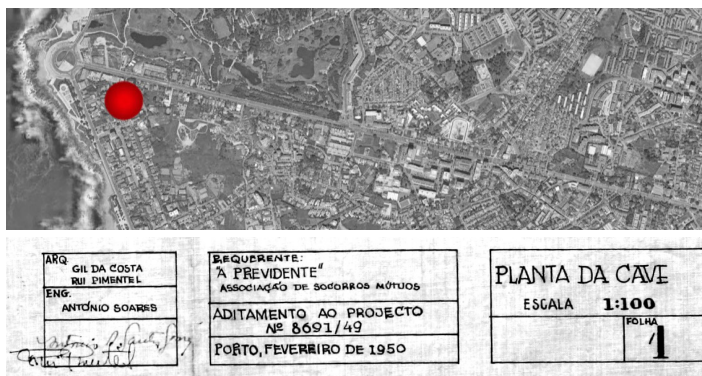 ARQ.
GIL DA COSTA
RUI PIMENTEL
ENG.
ANTÓNIO SOARES
REQUERENTE:
"A PREVIDENTE"
ASSOCIAÇÃO DE SOCORROS MÚTUOS
ADITAMENTO AO PROJECTO
Nº 8691/49
PORTO, FEVEREIRO DE 1950
PLANTA DA CAVE
ESCALA 1:100
FOLHA
1